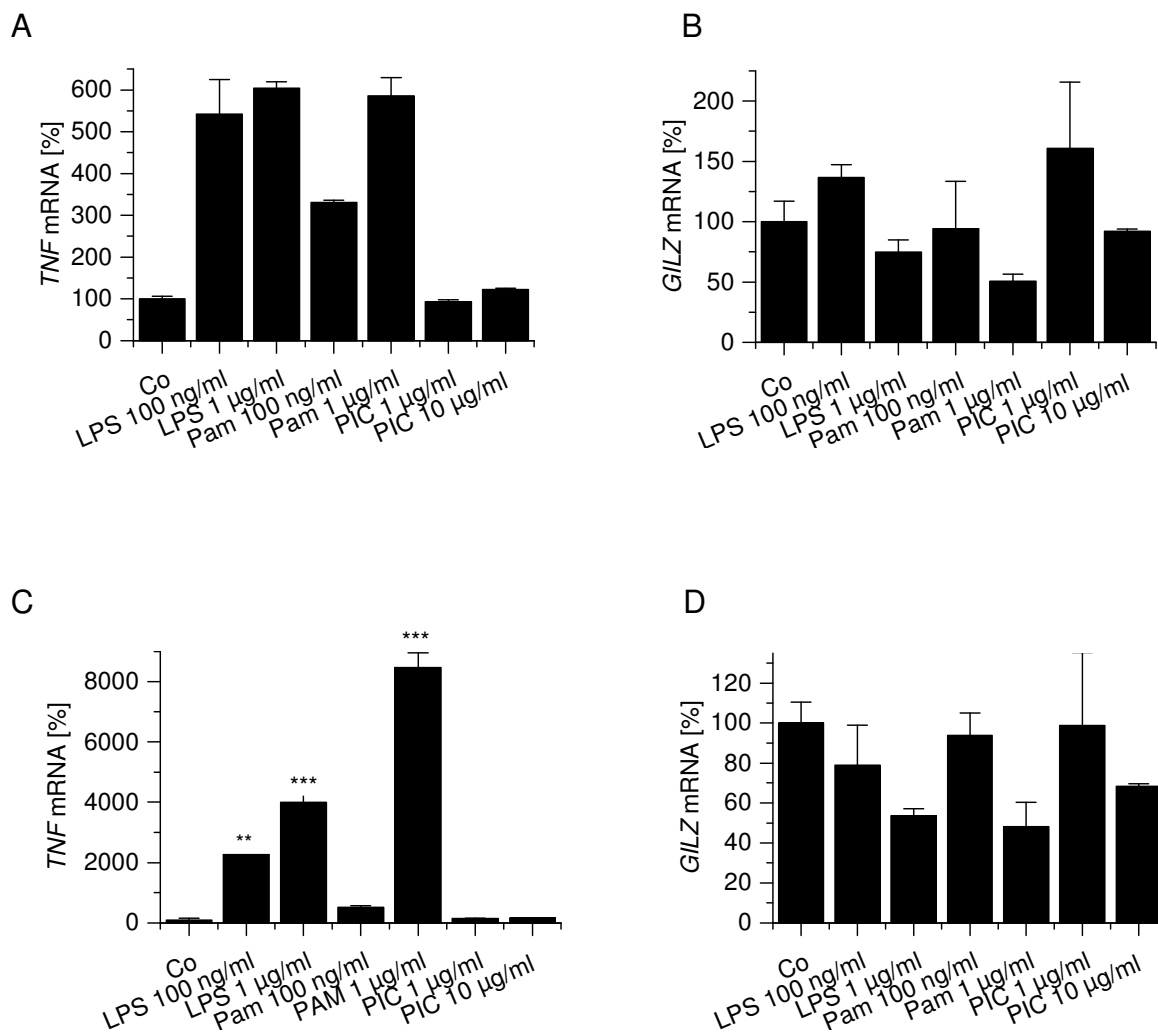 A
TNF mRNA [%]
600
500
400
300
200
100
0
Co
LPS 100 ng/ml
LPS 1 µg/ml
Pam 100 ng/ml
Pam 1 µg/ml
PIC 1 µg/ml
PIC 10 µg/ml
B
GILZ mRNA [%]
200
150
100
50
0
Co
LPS 100 ng/ml
LPS 1 µg/ml
Pam 100 ng/ml
Pam 1 µg/ml
PIC 1 µg/ml
PIC 10 µg/ml
C
TNF mRNA [%]
8000
6000
4000
2000
0
**
***
***
Co
LPS 100 ng/ml
LPS 1 µg/ml
Pam 100 ng/ml
PAM 1 µg/ml
PIC 1 µg/ml
PIC 10 µg/ml
D
GILZ mRNA [%]
120
100
80
60
40
20
0
Co
LPS 100 ng/ml
LPS 1 µg/ml
Pam 100 ng/ml
Pam 1 µg/ml
PIC 1 µg/ml
PIC 10 µg/ml